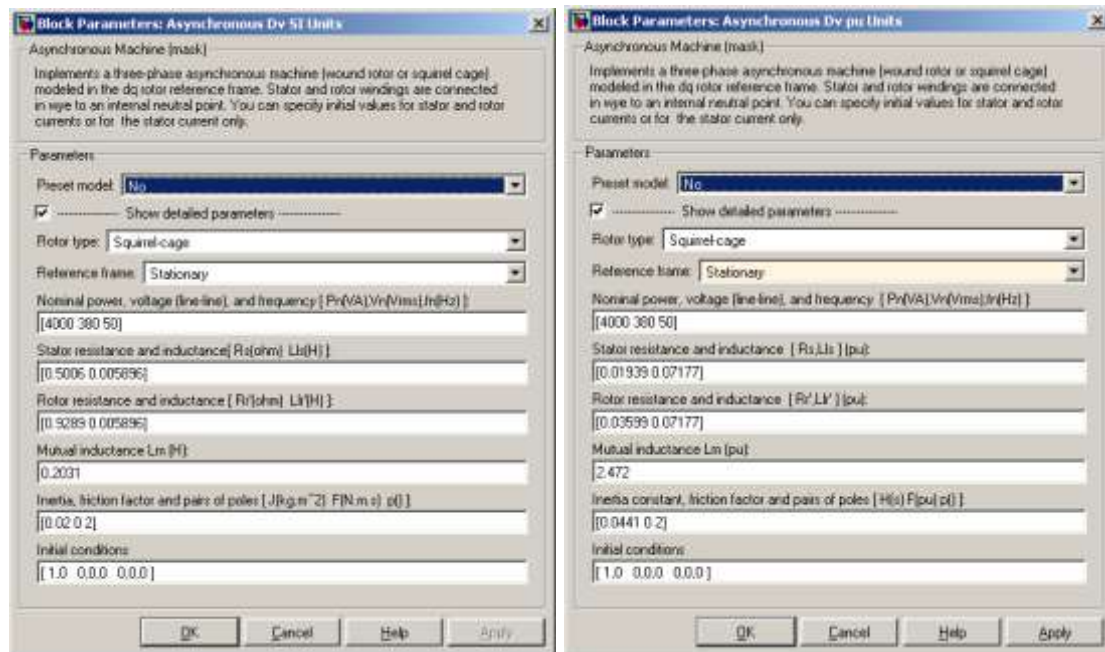 Block Parameters: Asynchronous Dv SI Units
Asynchronous Machine (mask)
Implements a three-phase asynchronous machine (wound rotor or squirrel cage)
modeled in the dq rotor reference frame. Stator and rotor windings are connected
in wye to an internal neutral point. You can specify initial values for stator and rotor
currents or for the stator current only.
Parameters
Preset model: No
Show detailed parameters
Rotor type: Squirrel-cage
Reference frame: Stationary
Nominal power, voltage (line-line), and frequency [ Pn(VA),Vn(Vrms),fn(Hz) ]:
[4000 380 50]
Stator resistance and inductance[ Rs(ohm) Lls(H) ]:
[0.5006 0.005896]
Rotor resistance and inductance [ Rr'(ohm) Llr'(H) ]:
[0.9289 0.005896]
Mutual inductance Lm (H):
0.2031
Inertia, friction factor and pairs of poles [ J(kg.m^2) F(N.m.s) p() ]:
[0.02 0 2]
Initial conditions
[ 1,0 0,0,0 0,0,0 ]
OK Cancel Help Apply
Block Parameters: Asynchronous Dv pu Units
Asynchronous Machine (mask)
Implements a three-phase asynchronous machine (wound rotor or squirrel cage)
modeled in the dq rotor reference frame. Stator and rotor windings are connected
in wye to an internal neutral point. You can specify initial values for stator and rotor
currents or for the stator current only.
Parameters
Preset model: No
Show detailed parameters
Rotor type: Squirrel-cage
Reference frame: Stationary
Nominal power, voltage (line-line), and frequency [ Pn(VA),Vn(Vrms),fn(Hz) ]:
[4000 380 50]
Stator resistance and inductance [ Rs,Lls ] (pu):
[0.01939 0.07177]
Rotor resistance and inductance [ Rr',Llr' ] (pu):
[0.03599 0.07177]
Mutual inductance Lm (pu):
2.472
Inertia constant, friction factor and pairs of poles [ H(s) F(pu) p() ]:
[0.0441 0 2]
Initial conditions
[ 1,0 0,0,0 0,0,0 ]
OK Cancel Help Apply